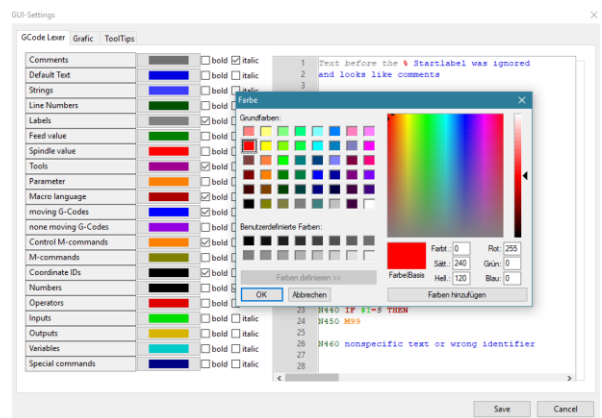 GUI-Settings
GCode Lexer Grafic ToolTips
Comments bold italic
Default Text bold italic
Strings bold italic
Line Numbers bold
Labels bold
Feed value bold
Spindle value bold
Tools bold
Parameter bold
Macro language bold
moving G-Codes bold
none moving G-Codes bold
Control M-commands bold
M-commands bold
Coordinate IDs bold
Numbers bold
Operators bold
Inputs bold italic
Outputs bold italic
Variables bold italic
Special commands bold italic
1 Text before the % Startlabel was ignored
2 and looks like comments
3
Farbe
Grundfarben:
Benutzerdefinierte Farben:
Farben definieren >>
OK Abbrechen
Farbe|Basis
Farbt.: 0 Rot: 255
Sätt.: 240 Grün: 0
Hell.: 120 Blau: 0
Farben hinzufügen
23 N440 IF #1=8 THEN
24 N450 M99
25
26 N460 nonspecific text or wrong identifier
27
28
Save Cancel